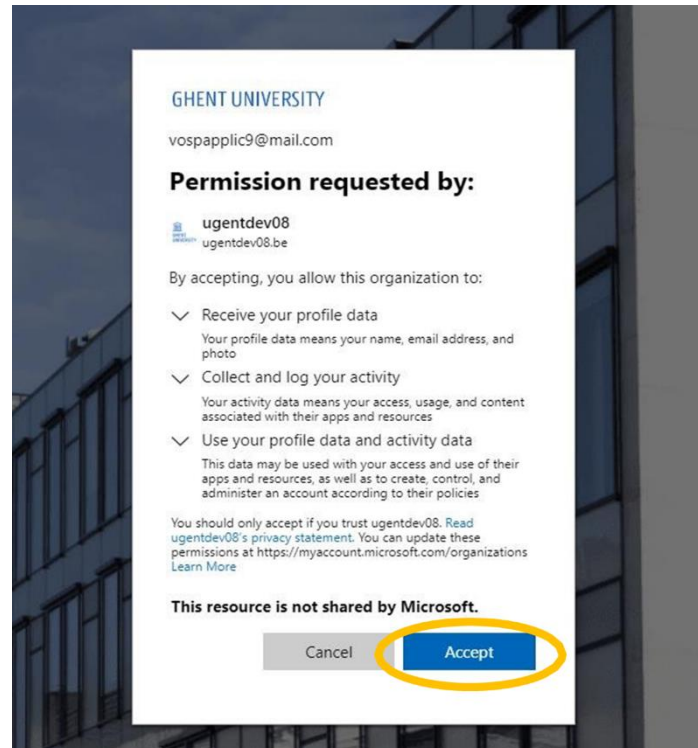 GHENT UNIVERSITY
vospapplic9@mail.com
Permission requested by:
ugentdev08
ugentdev08.be
By accepting, you allow this organization to:
Receive your profile data
Your profile data means your name, email address, and
photo
Collect and log your activity
Your activity data means your access, usage, and content
associated with their apps and resources
Use your profile data and activity data
This data may be used with your access and use of their
apps and resources, as well as to create, control, and
administer an account according to their policies
You should only accept if you trust ugentdev08. Read
ugentdev08's privacy statement. You can update these
permissions at https://myaccount.microsoft.com/organizations
Learn More
This resource is not shared by Microsoft.
Cancel Accept